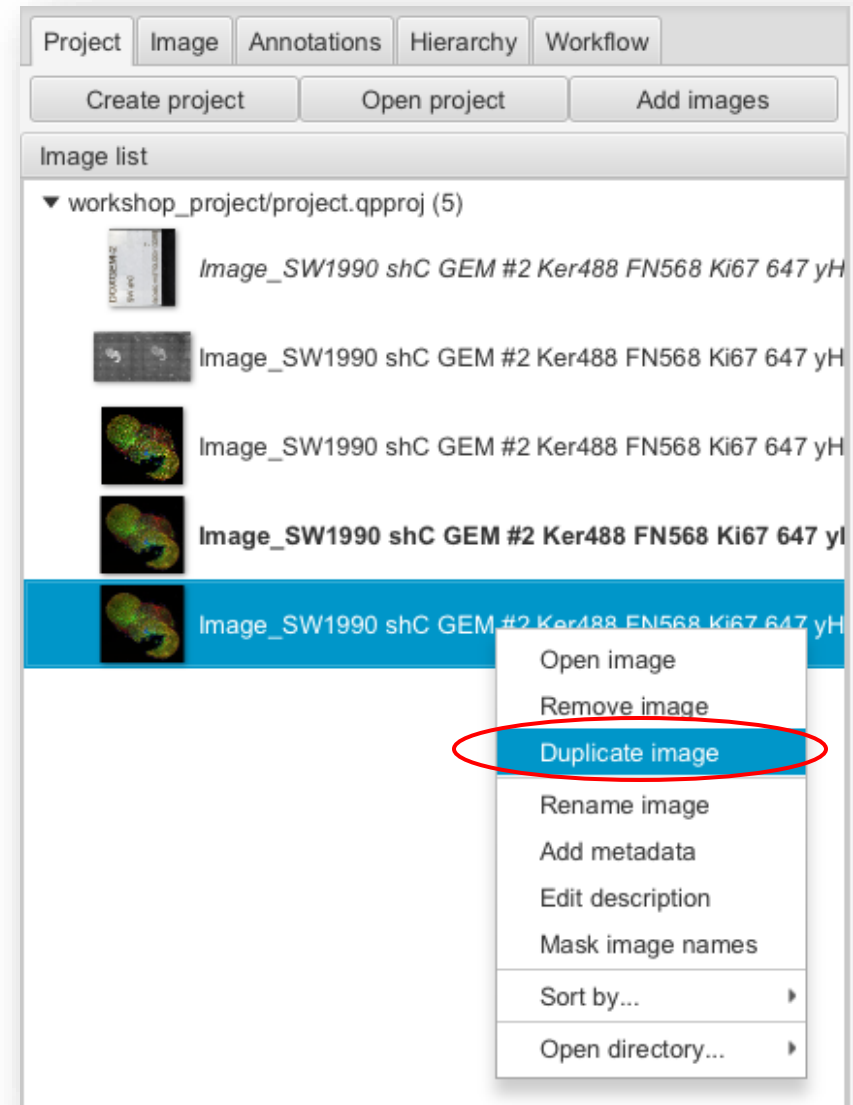 Project Image Annotations Hierarchy Workflow
Create project Open project Add images
Image list
workshop_project/project.qpproj (5)
Image_SW1990 shC GEM #2 Ker488 FN568 Ki67 647 yH
Image_SW1990 shC GEM #2 Ker488 FN568 Ki67 647 yH
Image_SW1990 shC GEM #2 Ker488 FN568 Ki67 647 yH
Image_SW1990 shC GEM #2 Ker488 FN568 Ki67 647 yI
Image_SW1990 shC GEM #2 Ker488 FN568 Ki67 647 yH
Open image
Remove image
Duplicate image
Rename image
Add metadata
Edit description
Mask image names
Sort by...
Open directory...